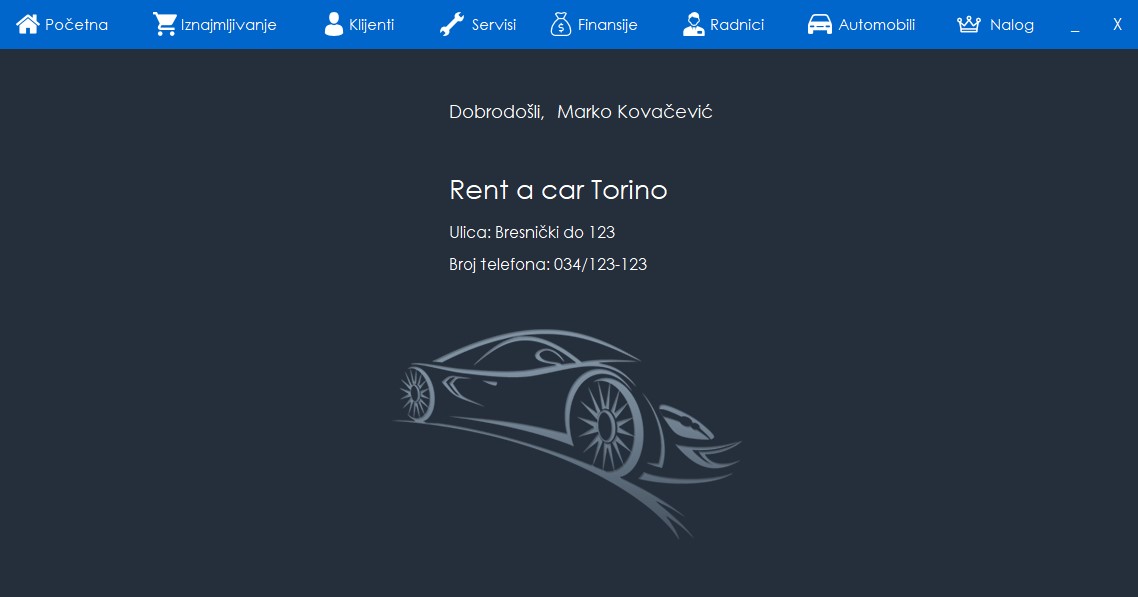 Početna Iznajmljivanje Klijenti Servisi Finansije Radnici Automobili Nalog _ X
Dobrodošli, Marko Kovačević
Rent a car Torino
Ulica: Bresnički do 123
Broj telefona: 034/123-123